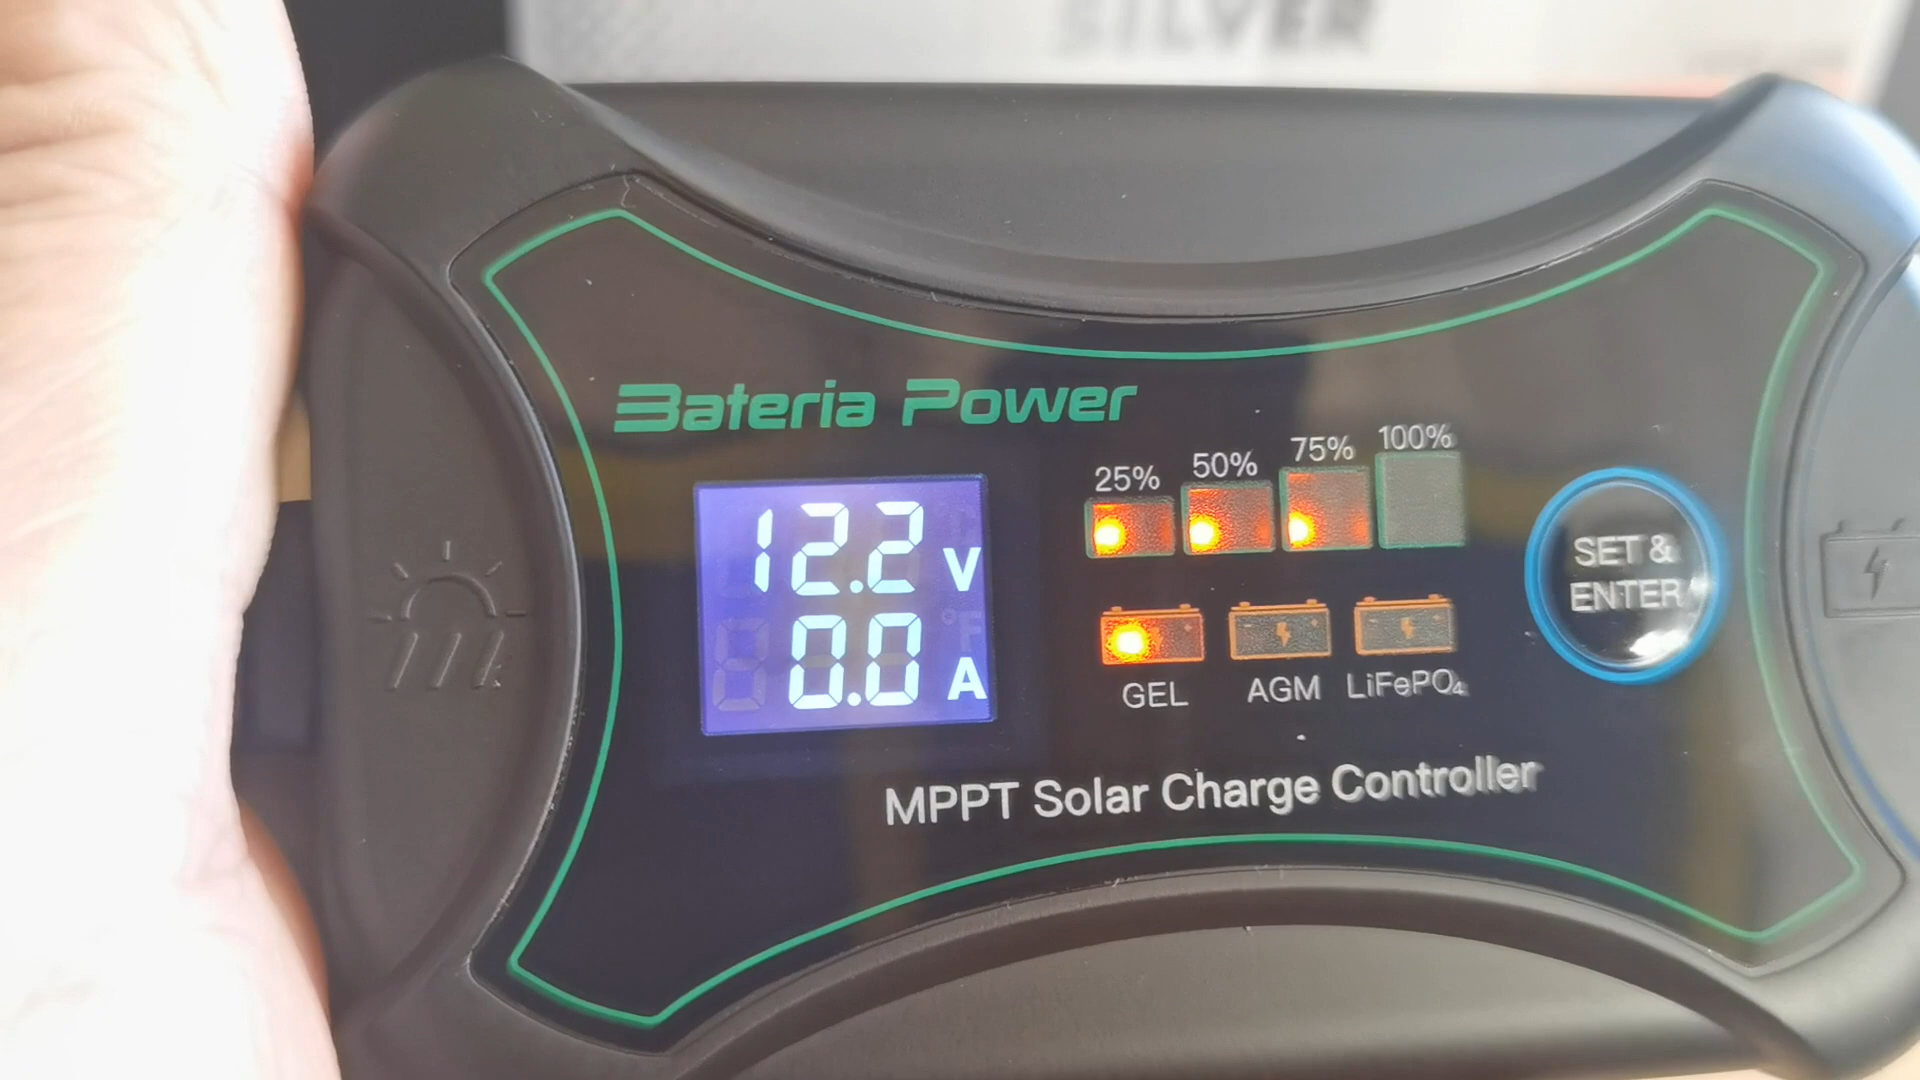 SILVER
Bateria Power
25% 50% 75% 100%
12.2 V
0.0 A
SET &
ENTER
GEL AGM LiFePO₄
MPPT Solar Charge Controller